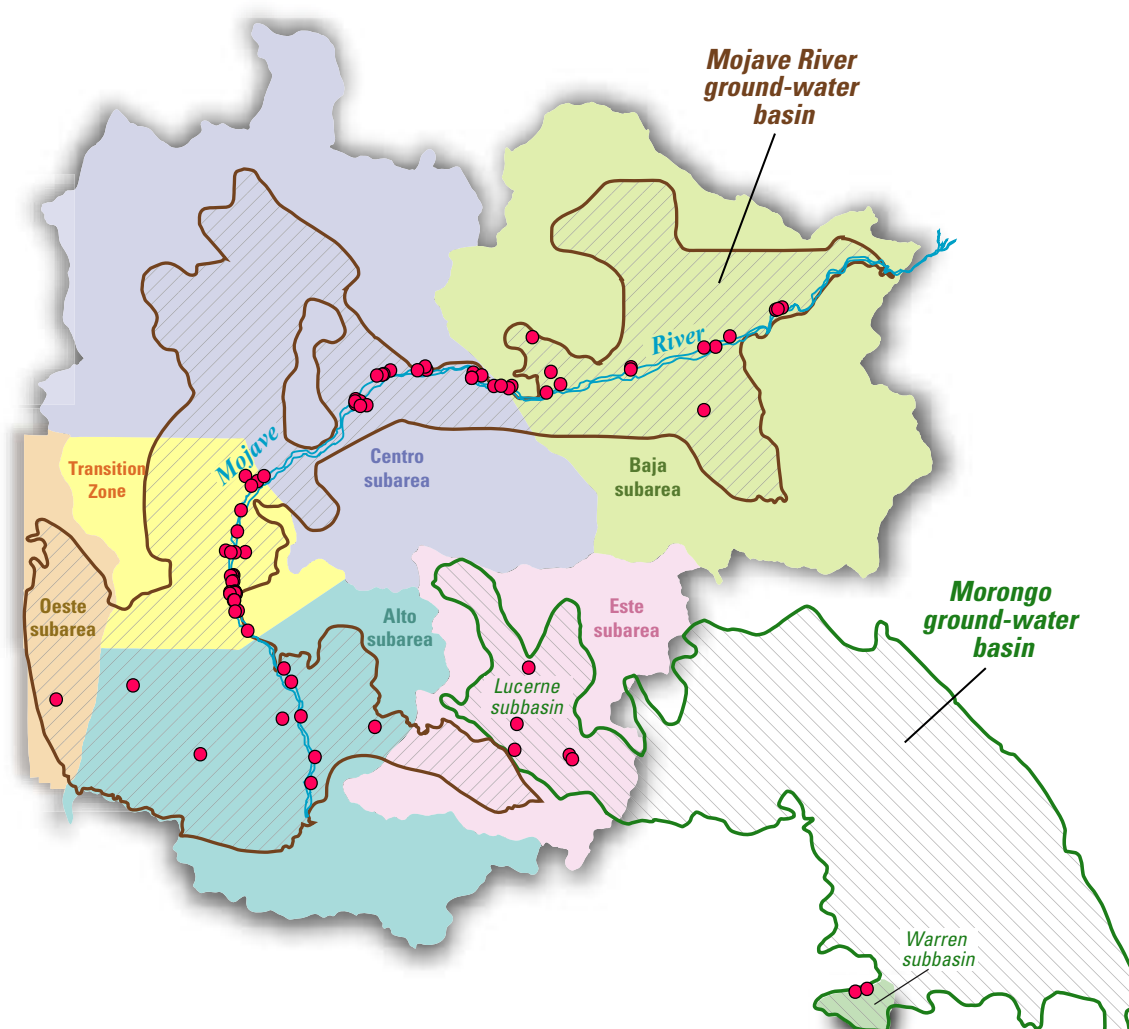 Mojave River
ground-water
basin
River
Mojave
Transition
Zone
Centro
subarea
Baja
subarea
Oeste
subarea
Alto
subarea
Este
subarea
Morongo
ground-water
basin
Lucerne
subbasin
Warren
subbasin